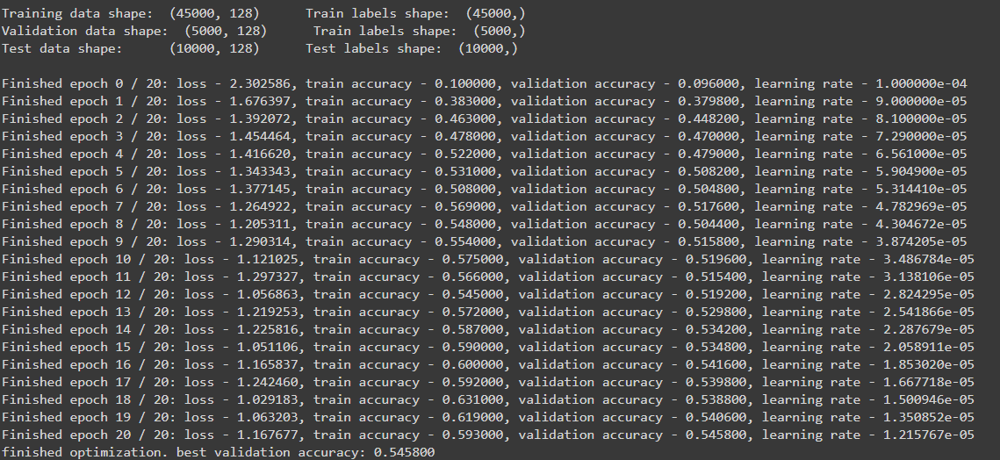 Training data shape:  (45000, 128)      Train labels shape:  (45000,)
Validation data shape:  (5000, 128)      Train labels shape:  (5000,)
Test data shape:      (10000, 128)      Test labels shape:  (10000,)
Finished epoch 0 / 20: loss - 2.302586, train accuracy - 0.100000, validation accuracy - 0.096000, learning rate - 1.000000e-04
Finished epoch 1 / 20: loss - 1.676397, train accuracy - 0.383000, validation accuracy - 0.379800, learning rate - 9.000000e-05
Finished epoch 2 / 20: loss - 1.392072, train accuracy - 0.463000, validation accuracy - 0.448200, learning rate - 8.100000e-05
Finished epoch 3 / 20: loss - 1.454464, train accuracy - 0.478000, validation accuracy - 0.470000, learning rate - 7.290000e-05
Finished epoch 4 / 20: loss - 1.416620, train accuracy - 0.522000, validation accuracy - 0.479000, learning rate - 6.561000e-05
Finished epoch 5 / 20: loss - 1.343343, train accuracy - 0.531000, validation accuracy - 0.508200, learning rate - 5.904900e-05
Finished epoch 6 / 20: loss - 1.377145, train accuracy - 0.508000, validation accuracy - 0.504800, learning rate - 5.314410e-05
Finished epoch 7 / 20: loss - 1.264922, train accuracy - 0.569000, validation accuracy - 0.517600, learning rate - 4.782969e-05
Finished epoch 8 / 20: loss - 1.205311, train accuracy - 0.548000, validation accuracy - 0.504400, learning rate - 4.304672e-05
Finished epoch 9 / 20: loss - 1.290314, train accuracy - 0.554000, validation accuracy - 0.515800, learning rate - 3.874205e-05
Finished epoch 10 / 20: loss - 1.121025, train accuracy - 0.575000, validation accuracy - 0.519600, learning rate - 3.486784e-05
Finished epoch 11 / 20: loss - 1.297327, train accuracy - 0.566000, validation accuracy - 0.515400, learning rate - 3.138106e-05
Finished epoch 12 / 20: loss - 1.056863, train accuracy - 0.545000, validation accuracy - 0.519200, learning rate - 2.824295e-05
Finished epoch 13 / 20: loss - 1.219253, train accuracy - 0.572000, validation accuracy - 0.529800, learning rate - 2.541866e-05
Finished epoch 14 / 20: loss - 1.225816, train accuracy - 0.587000, validation accuracy - 0.534200, learning rate - 2.287679e-05
Finished epoch 15 / 20: loss - 1.051106, train accuracy - 0.590000, validation accuracy - 0.534800, learning rate - 2.058911e-05
Finished epoch 16 / 20: loss - 1.165837, train accuracy - 0.600000, validation accuracy - 0.541600, learning rate - 1.853020e-05
Finished epoch 17 / 20: loss - 1.242460, train accuracy - 0.592000, validation accuracy - 0.539800, learning rate - 1.667718e-05
Finished epoch 18 / 20: loss - 1.029183, train accuracy - 0.631000, validation accuracy - 0.538800, learning rate - 1.500946e-05
Finished epoch 19 / 20: loss - 1.063203, train accuracy - 0.619000, validation accuracy - 0.540600, learning rate - 1.350852e-05
Finished epoch 20 / 20: loss - 1.167677, train accuracy - 0.593000, validation accuracy - 0.545800, learning rate - 1.215767e-05
finished optimization. best validation accuracy: 0.545800